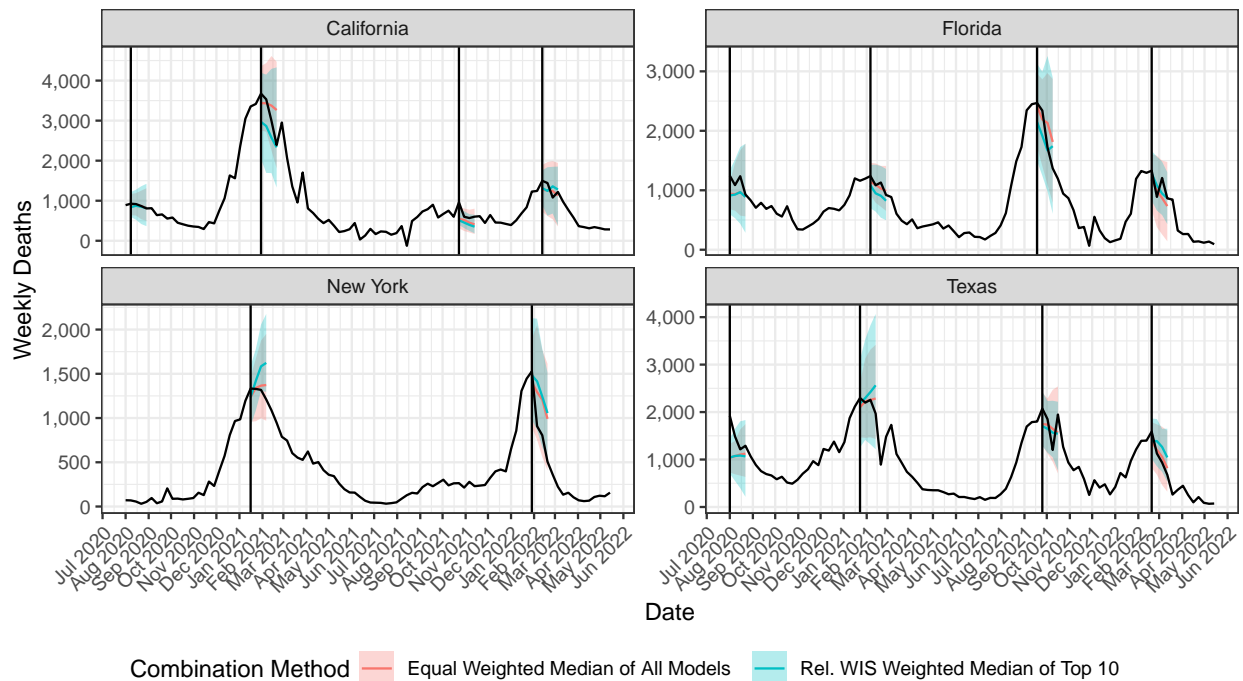 California
Florida
4,000
3,000
2,000
1,000
0
3,000
2,000
1,000
0
Weekly Deaths
New York
Texas
2,000
1,500
1,000
500
0
4,000
3,000
2,000
1,000
0
Jul 2020
Aug 2020
Sep 2020
Oct 2020
Nov 2020
Dec 2020
Jan 2021
Feb 2021
Mar 2021
Apr 2021
May 2021
Jun 2021
Jul 2021
Aug 2021
Sep 2021
Oct 2021
Nov 2021
Dec 2021
Jan 2022
Feb 2022
Mar 2022
Apr 2022
May 2022
Jun 2022
Jul 2020
Aug 2020
Sep 2020
Oct 2020
Nov 2020
Dec 2020
Jan 2021
Feb 2021
Mar 2021
Apr 2021
May 2021
Jun 2021
Jul 2021
Aug 2021
Sep 2021
Oct 2021
Nov 2021
Dec 2021
Jan 2022
Feb 2022
Mar 2022
Apr 2022
May 2022
Jun 2022
Date
Combination Method Equal Weighted Median of All Models Rel. WIS Weighted Median of Top 10